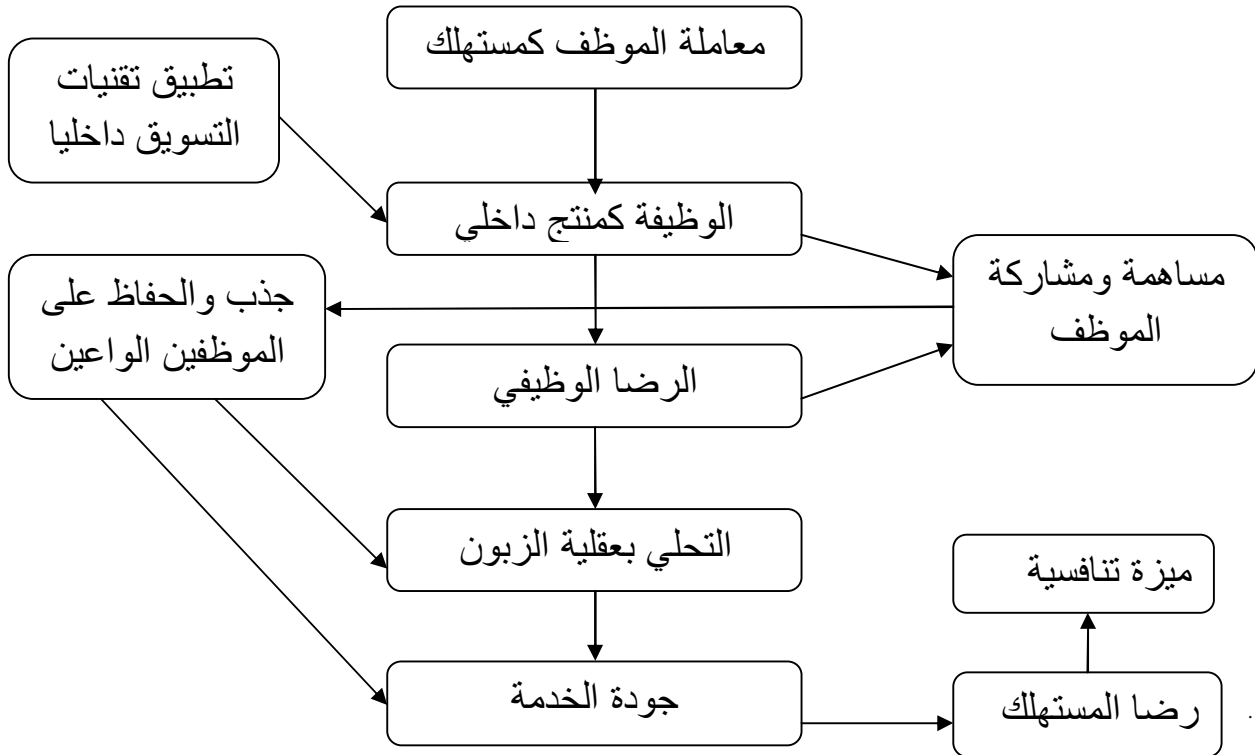 معاملة الموظف كمستهلك
تطبيق تقنيات
التسويق داخليا
الوظيفة كمنتج داخلي
مساهمة ومشاركة
الموظف
جذب والحفاظ على
الموظفين الواعين
الرضا الوظيفي
التحلي بعقلية الزبون
ميزة تنافسية
جودة الخدمة
رضا المستهلك
.